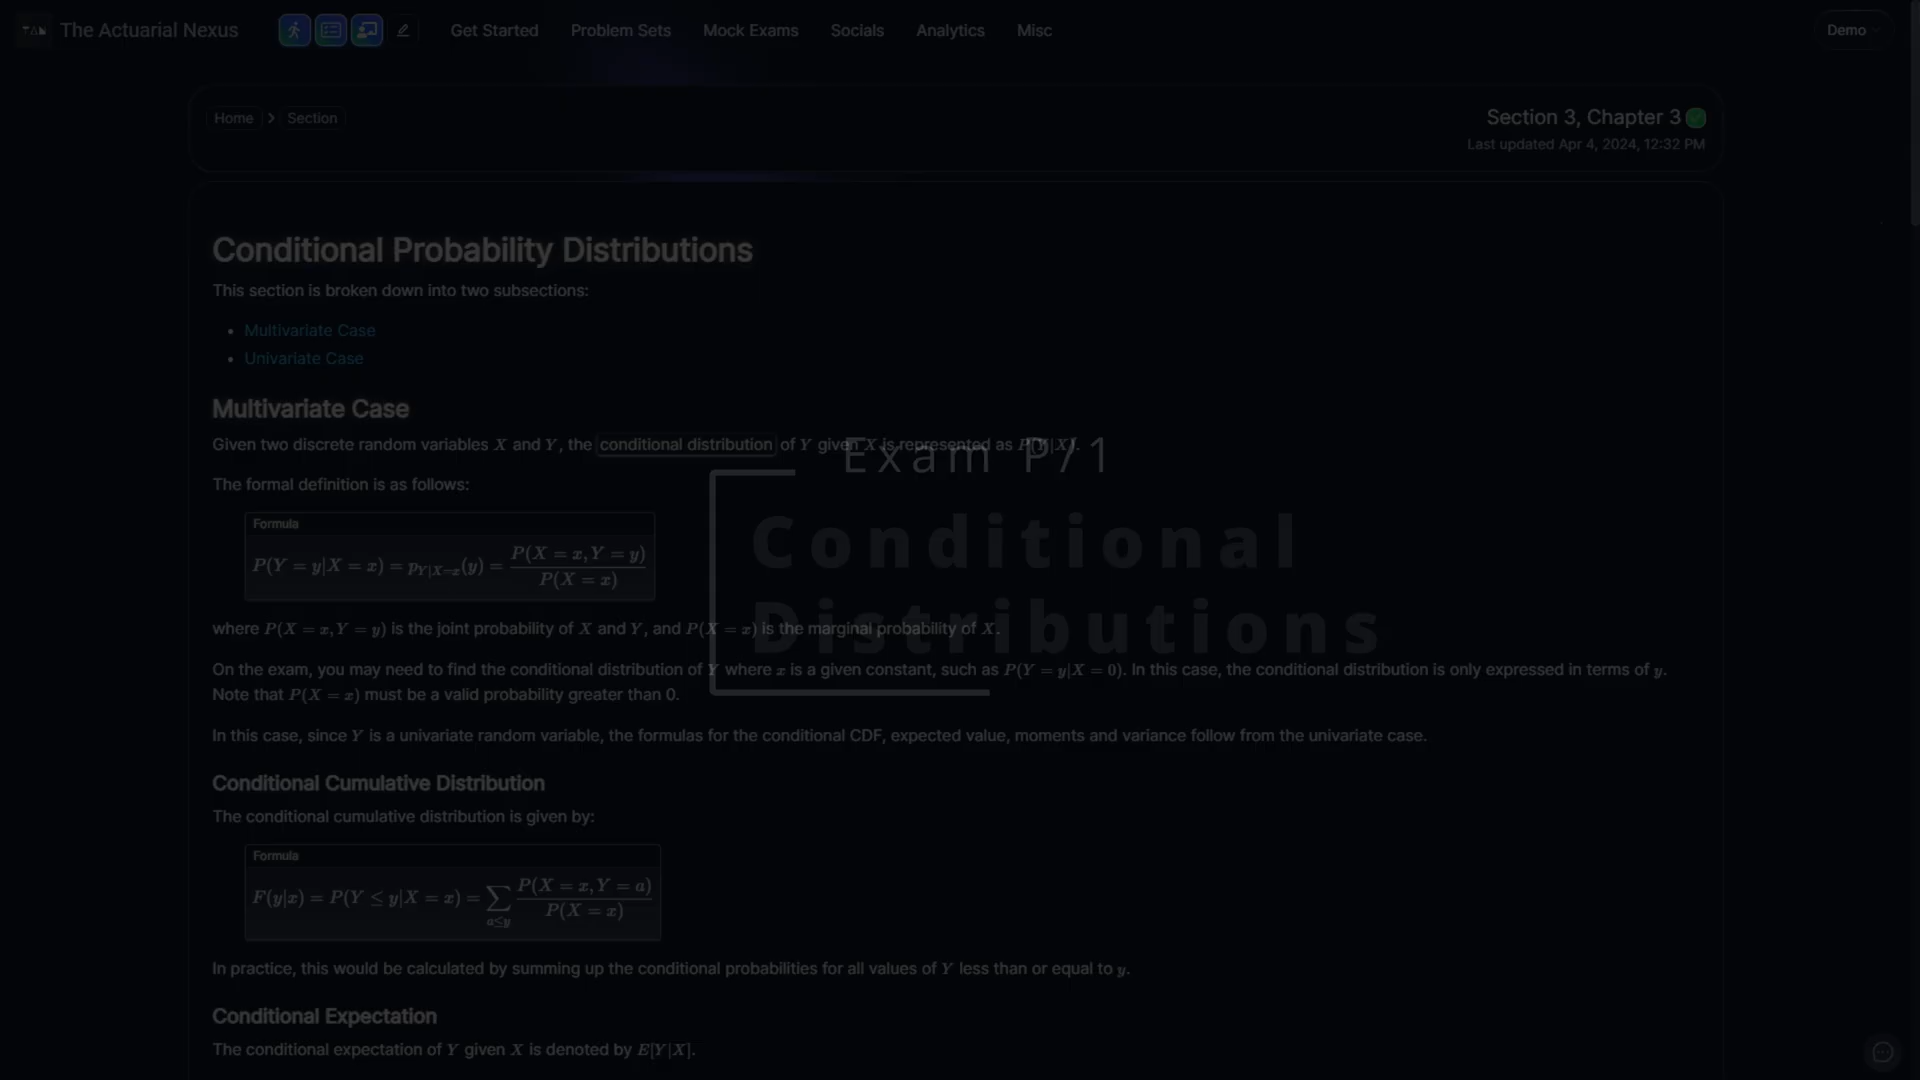 The Actuarial Nexus
Get Started
Problem Sets
Mock Exams
Socials
Analytics
Misc
Demo
Home > Section
Section 3, Chapter 3
Last updated Apr 4, 2024, 12:32 PM
Conditional Probability Distributions
This section is broken down into two subsections:
• Multivariate Case
• Univariate Case
Multivariate Case
Given two discrete random variables X and Y, the conditional distribution of Y given X is represented as P(Y|X).
Exam P/1
Conditional
Distributions
The formal definition is as follows:
Formula
P(Y = y|X = x) = p_{Y|X=x}(y) = P(X = x, Y = y) / P(X = x)
where P(X = x, Y = y) is the joint probability of X and Y, and P(X = x) is the marginal probability of X.
On the exam, you may need to find the conditional distribution of Y where x is a given constant, such as P(Y = y|X = 0). In this case, the conditional distribution is only expressed in terms of y.
Note that P(X = x) must be a valid probability greater than 0.
In this case, since Y is a univariate random variable, the formulas for the conditional CDF, expected value, moments and variance follow from the univariate case.
Conditional Cumulative Distribution
The conditional cumulative distribution is given by:
Formula
F(y|x) = P(Y ≤ y|X = x) = ∑_{a≤y} P(X = x, Y = a) / P(X = x)
In practice, this would be calculated by summing up the conditional probabilities for all values of Y less than or equal to y.
Conditional Expectation
The conditional expectation of Y given X is denoted by E[Y|X].